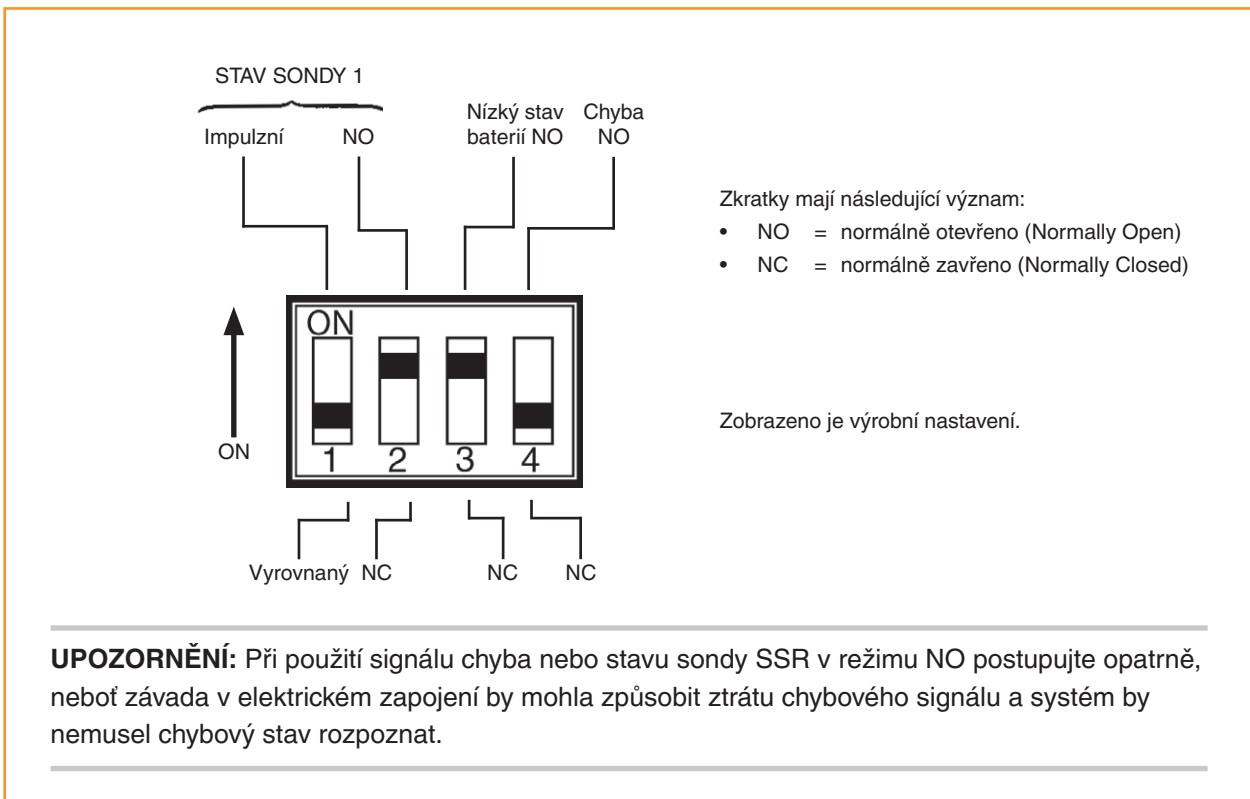 STAV SONDY 1
Impulzní NO
Nízký stav
baterií NO
Chyba
NO
Zkratky mají následující význam:
• NO = normálně otevřeno (Normally Open)
• NC = normálně zavřeno (Normally Closed)
ON
ON
1 2 3 4
Zobrazeno je výrobní nastavení.
Vyrovnaný NC NC NC
UPOZORNĚNÍ: Při použití signálu chyba nebo stavu sondy SSR v režimu NO postupujte opatrně,
neboť závada v elektrickém zapojení by mohla způsobit ztrátu chybového signálu a systém by
nemusel chybový stav rozpoznat.